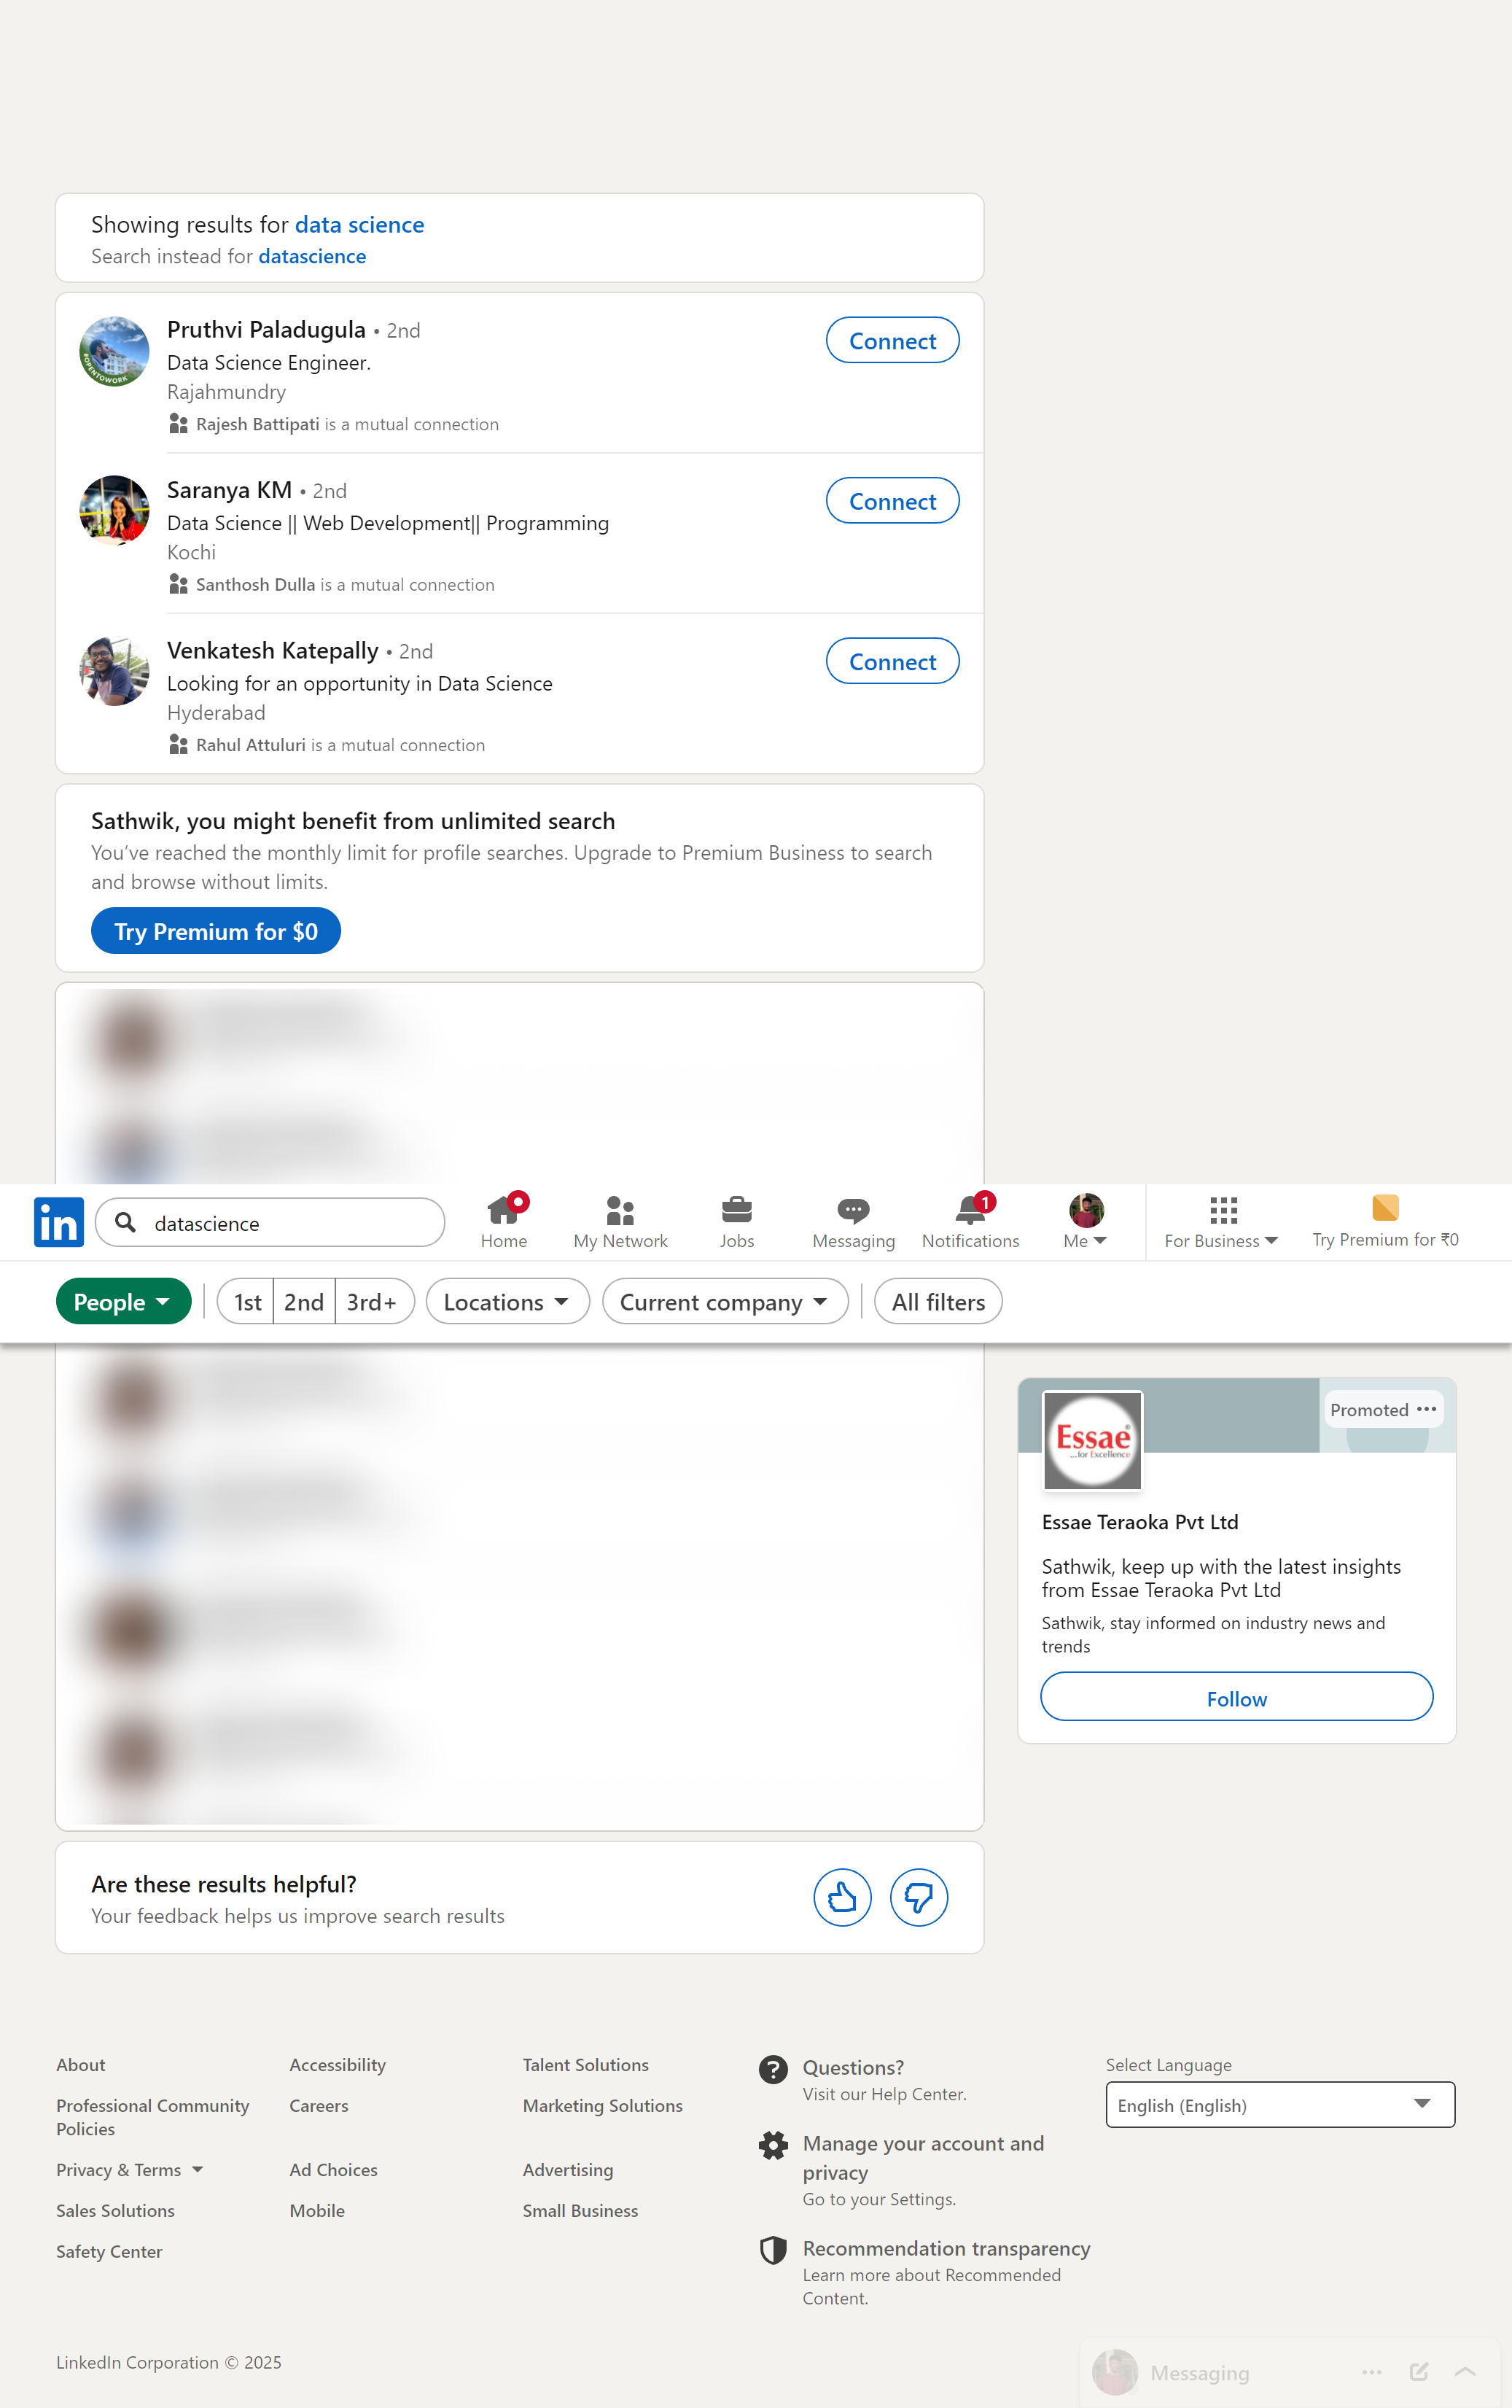 Showing results for data science
Search instead for datascience
Pruthvi Paladugula • 2nd
Connect
Data Science Engineer.
Rajahmundry
#OPENTOWORK
Rajesh Battipati is a mutual connection
Saranya KM • 2nd
Connect
Data Science || Web Development|| Programming
Kochi
Santhosh Dulla is a mutual connection
Venkatesh Katepally • 2nd
Connect
Looking for an opportunity in Data Science
Hyderabad
Rahul Attuluri is a mutual connection
Sathwik, you might benefit from unlimited search
You’ve reached the monthly limit for profile searches. Upgrade to Premium Business to search
and browse without limits.
Try Premium for $0
in
datascience
Home
My Network
Jobs
Messaging
1
Notifications
Me
For Business
Try Premium for ₹0
People
1st
2nd
3rd+
Locations
Current company
All filters
Promoted
Essae®
...for Excellence
Essae Teraoka Pvt Ltd
Sathwik, keep up with the latest insights
from Essae Teraoka Pvt Ltd
Sathwik, stay informed on industry news and
trends
Follow
Are these results helpful?
Your feedback helps us improve search results
About
Accessibility
Talent Solutions
Professional Community
Policies
Careers
Marketing Solutions
Privacy & Terms
Ad Choices
Advertising
Sales Solutions
Mobile
Small Business
Safety Center
Questions?
Visit our Help Center.
Manage your account and
privacy
Go to your Settings.
Recommendation transparency
Learn more about Recommended
Content.
Select Language
English (English)
LinkedIn Corporation © 2025
Messaging